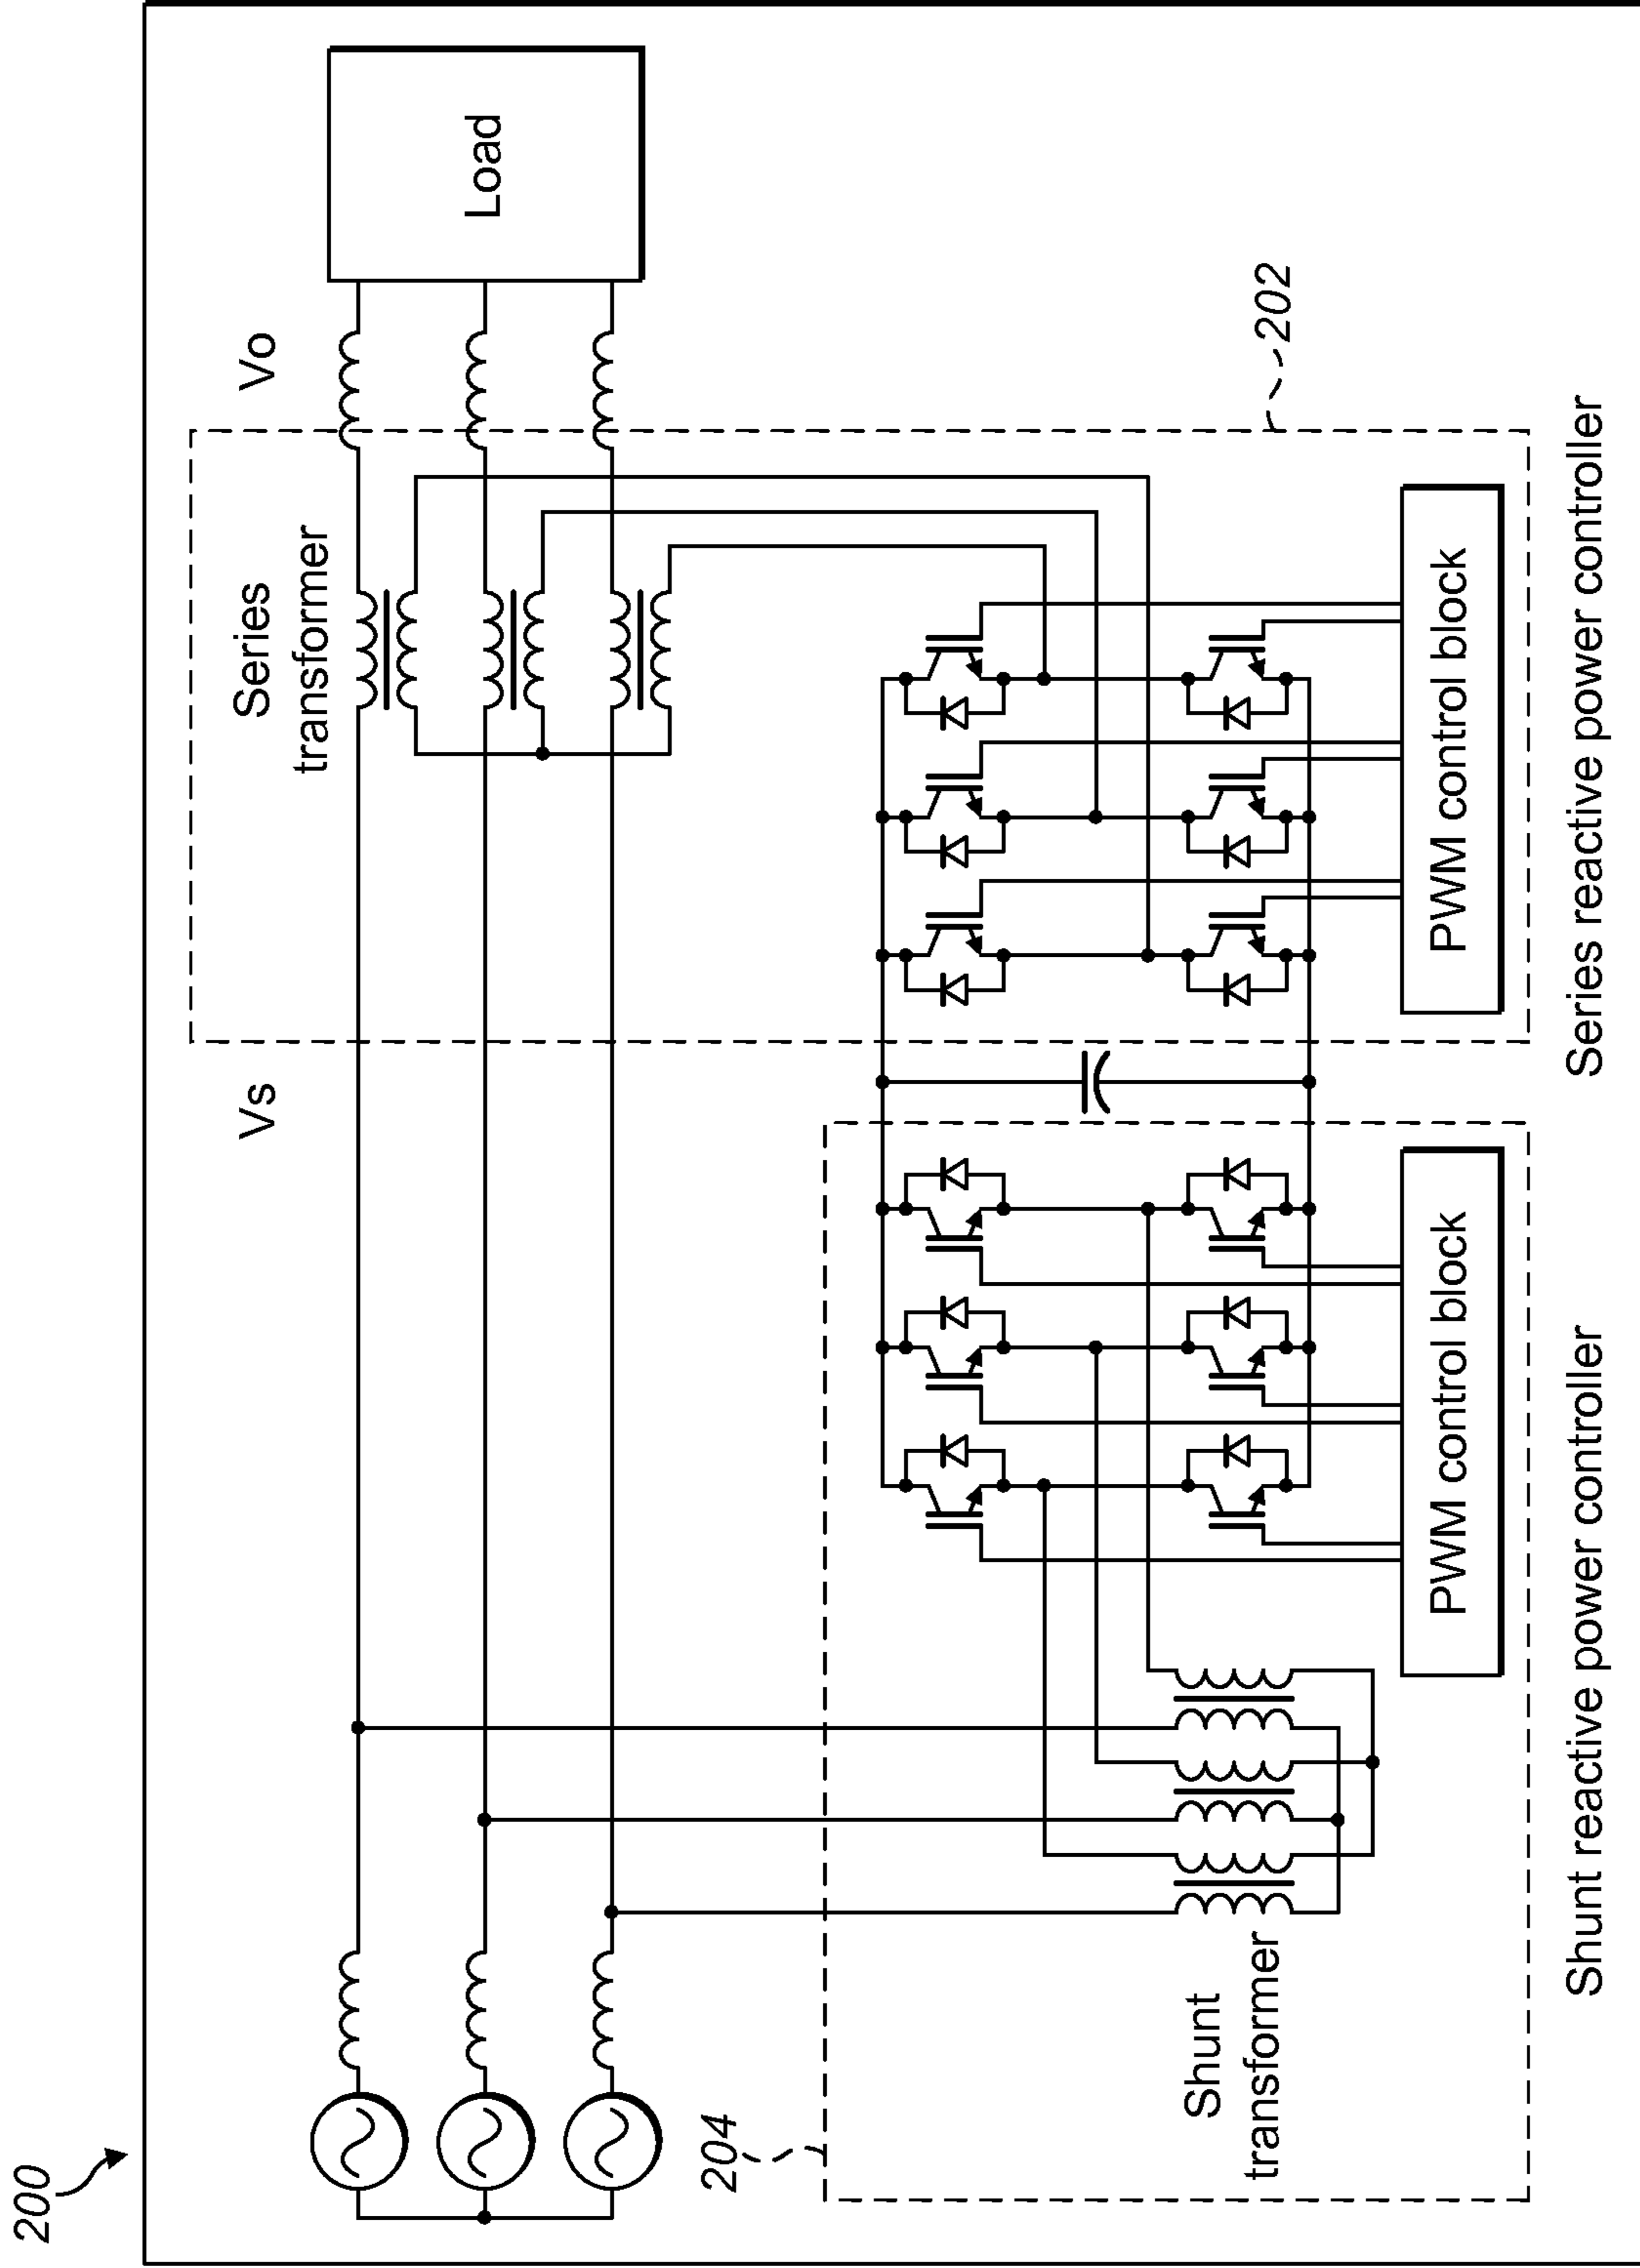 200
Vs
Series
transformer
Vo
Load
204
Shunt
transformer
PWM control block
PWM control block
202
Shunt reactive power controller
Series reactive power controller